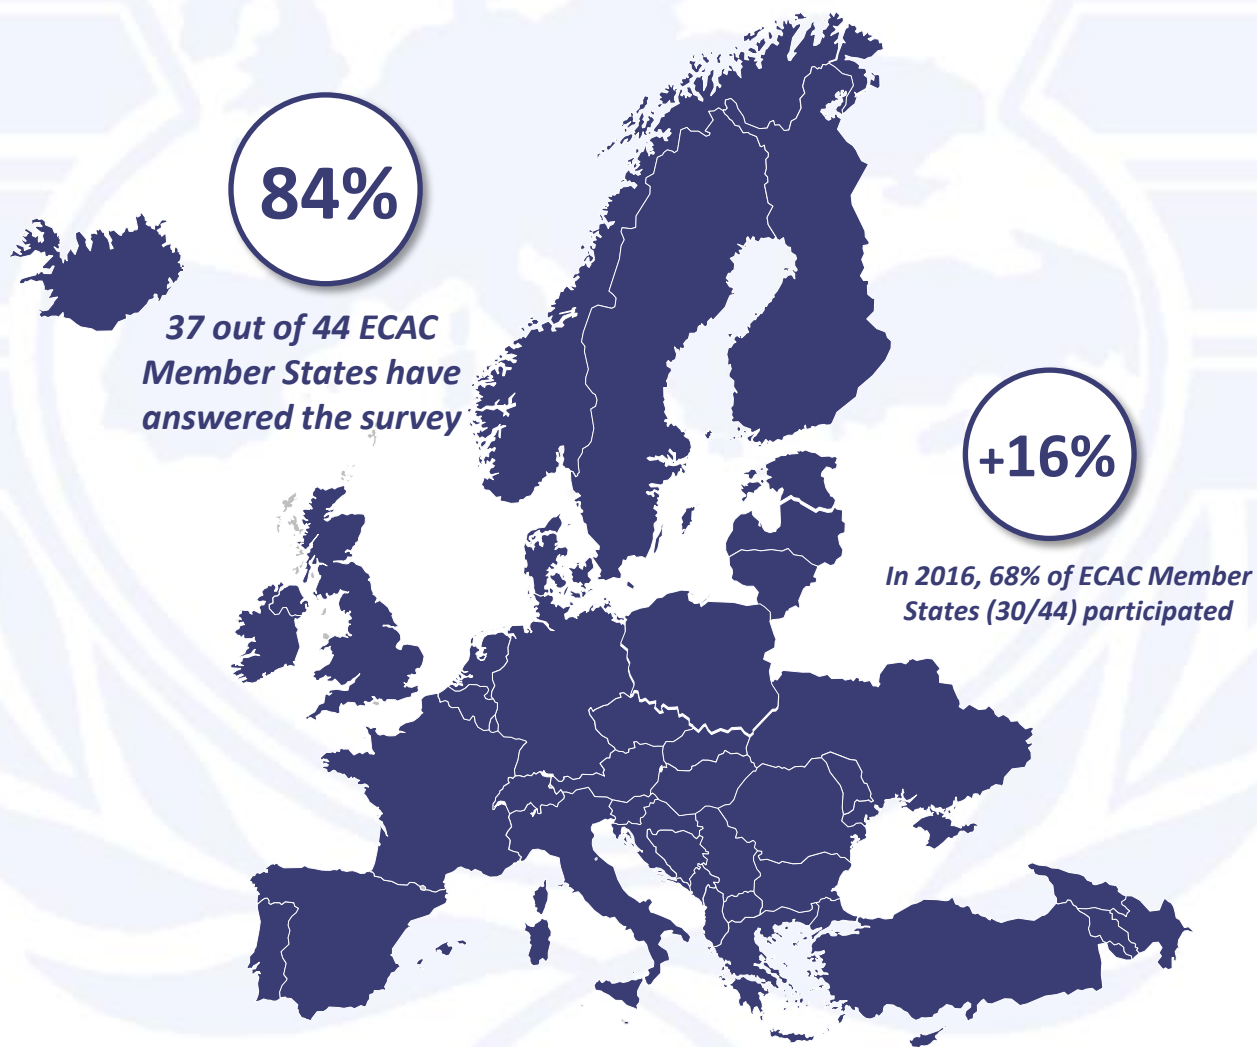 84%
37 out of 44 ECAC
Member States have
answered the survey
+16%
In 2016, 68% of ECAC Member
States (30/44) participated